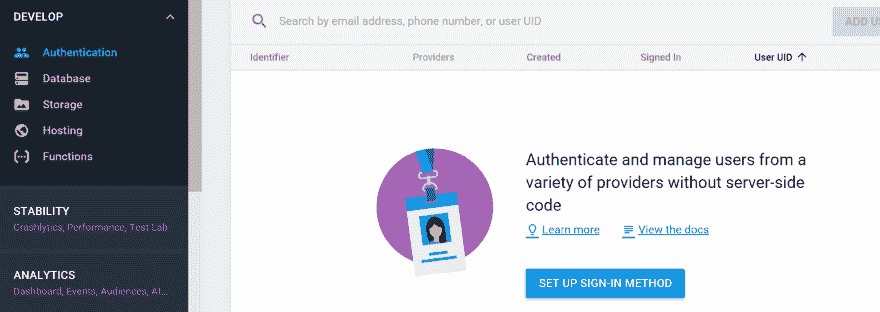 DEVELOP
Authentication
Database
Storage
Hosting
Functions
STABILITY
Crashlytics, Performance, Test Lab
ANALYTICS
Dashboard, Events, Audiences, At...
Search by email address, phone number, or user UID
ADD US
Identifier Providers Created Signed In User UID
Authenticate and manage users from a
variety of providers without server-side
code
Learn more View the docs
SET UP SIGN-IN METHOD